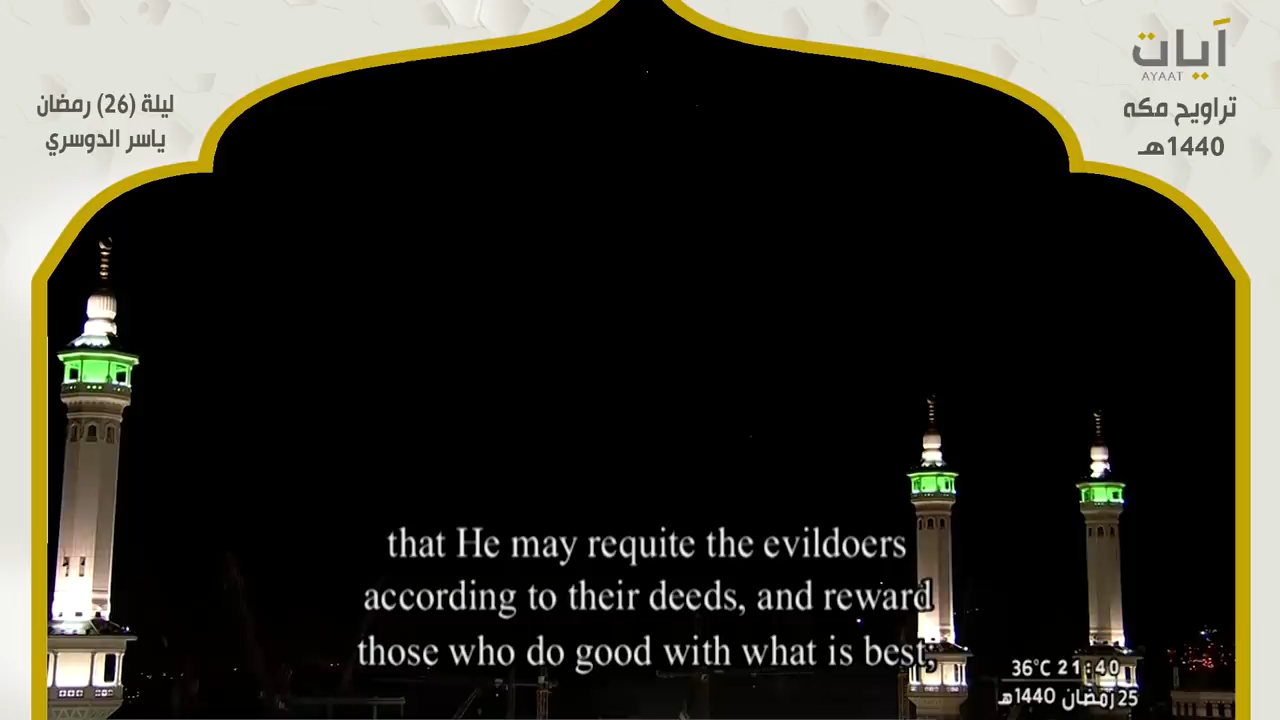 آيات
AYAAT
تراويح مكه
1440هـ
ليلة (26) رمضان
ياسر الدوسري
that He may requite the evildoers
according to their deeds, and reward
those who do good with what is best;
36°C 21:40
25 رمضان 1440هـ